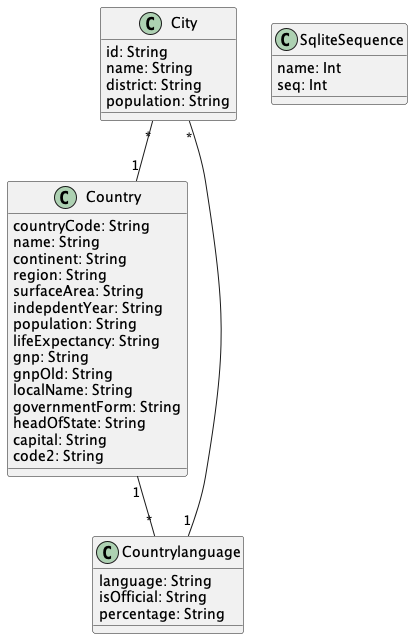 C City
id: String
name: String
district: String
population: String
C SqliteSequence
name: Int
seq: Int
*
*
1
C Country
countryCode: String
name: String
continent: String
region: String
surfaceArea: String
indepdentYear: String
population: String
lifeExpectancy: String
gnp: String
gnpOld: String
localName: String
governmentForm: String
headOfState: String
capital: String
code2: String
1
*
1
C Countrylanguage
language: String
isOfficial: String
percentage: String